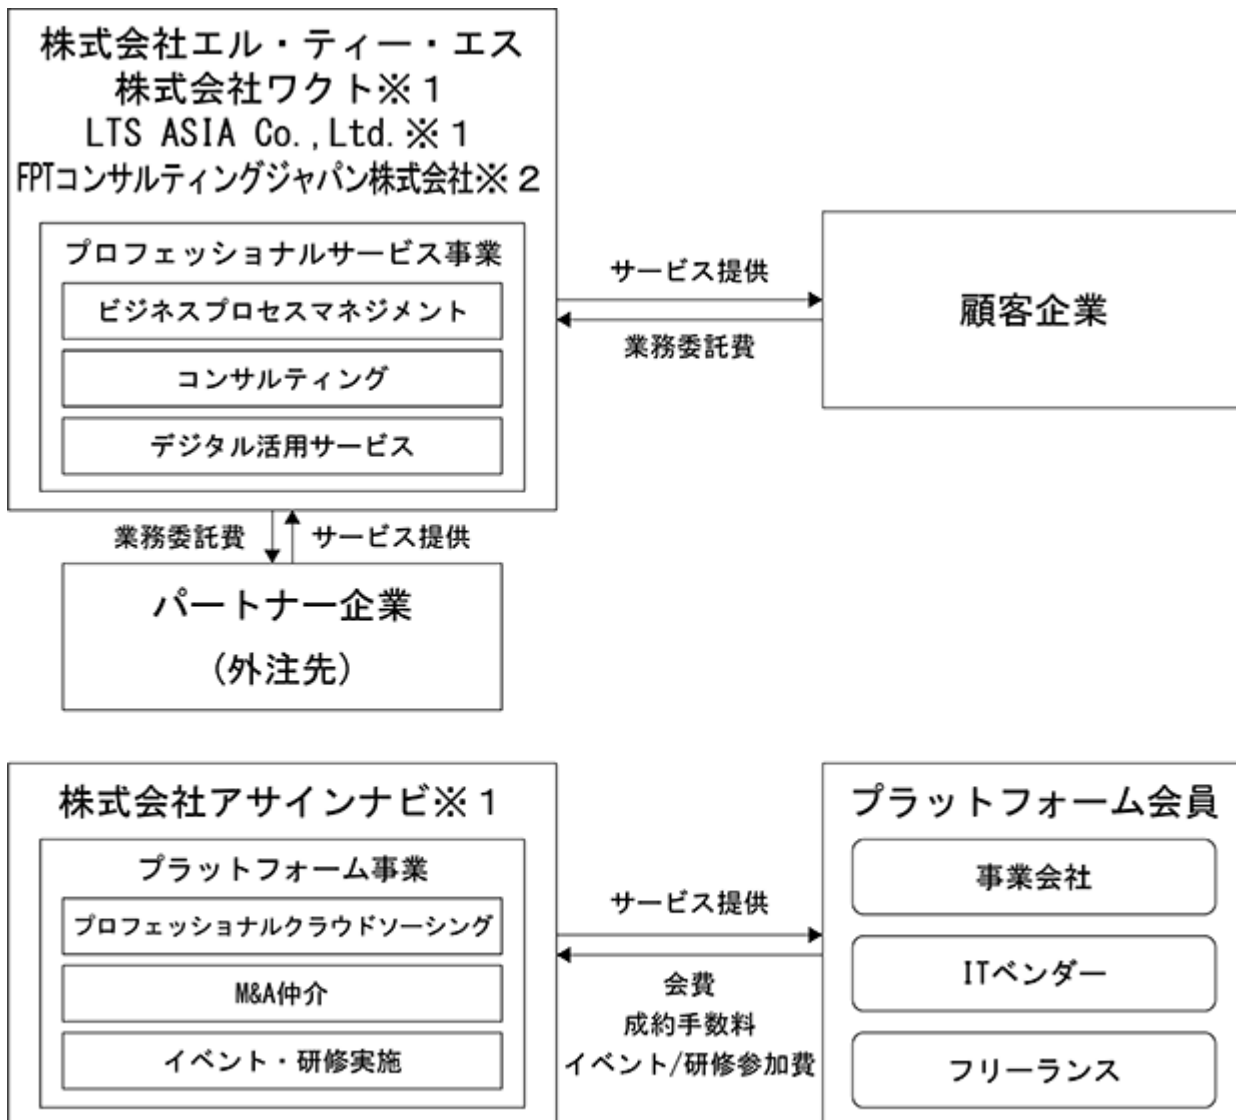 株式会社エル・ティー・エス
株式会社ワクト※１
LTS ASIA Co.,Ltd.※１
FPTコンサルティングジャパン株式会社※２
プロフェッショナルサービス事業
ビジネスプロセスマネジメント
コンサルティング
デジタル活用サービス
サービス提供
業務委託費
顧客企業
業務委託費
サービス提供
パートナー企業
(外注先)
株式会社アサインナビ※１
プラットフォーム事業
プロフェッショナルクラウドソーシング
M&A仲介
イベント・研修実施
サービス提供
会費
成約手数料
イベント/研修参加費
プラットフォーム会員
事業会社
ITベンダー
フリーランス